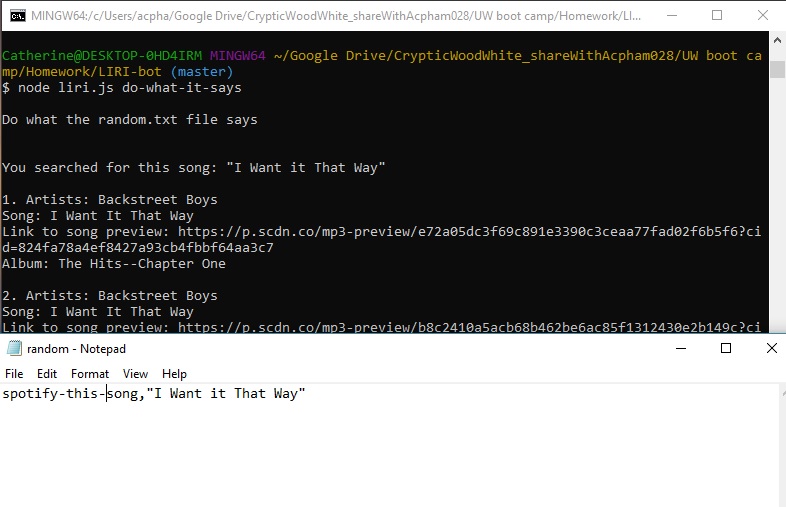 MINGW64:/c/Users/acpha/Google Drive/CrypticWoodWhite_shareWithAcpham028/UW boot camp/Homework/LI...
Catherine@DESKTOP-0HD4IRM MINGW64 ~/Google Drive/CrypticWoodWhite_shareWithAcpham028/UW boot ca
mp/Homework/LIRI-bot (master)
$ node liri.js do-what-it-says
Do what the random.txt file says
You searched for this song: "I Want it That Way"
1. Artists: Backstreet Boys
Song: I Want It That Way
Link to song preview: https://p.scdn.co/mp3-preview/e72a05dc3f69c891e3390c3ceaa77fad02f6b5f6?ci
d=824fa78a4ef8427a93cb4fbbf64aa3c7
Album: The Hits--Chapter One
2. Artists: Backstreet Boys
Song: I Want It That Way
Link to song preview: https://p.scdn.co/mp3-preview/b8c2410a5acb68b462be6ac85f1312430e2b149c?ci
random - Notepad
File Edit Format View Help
spotify-this-song,"I Want it That Way"